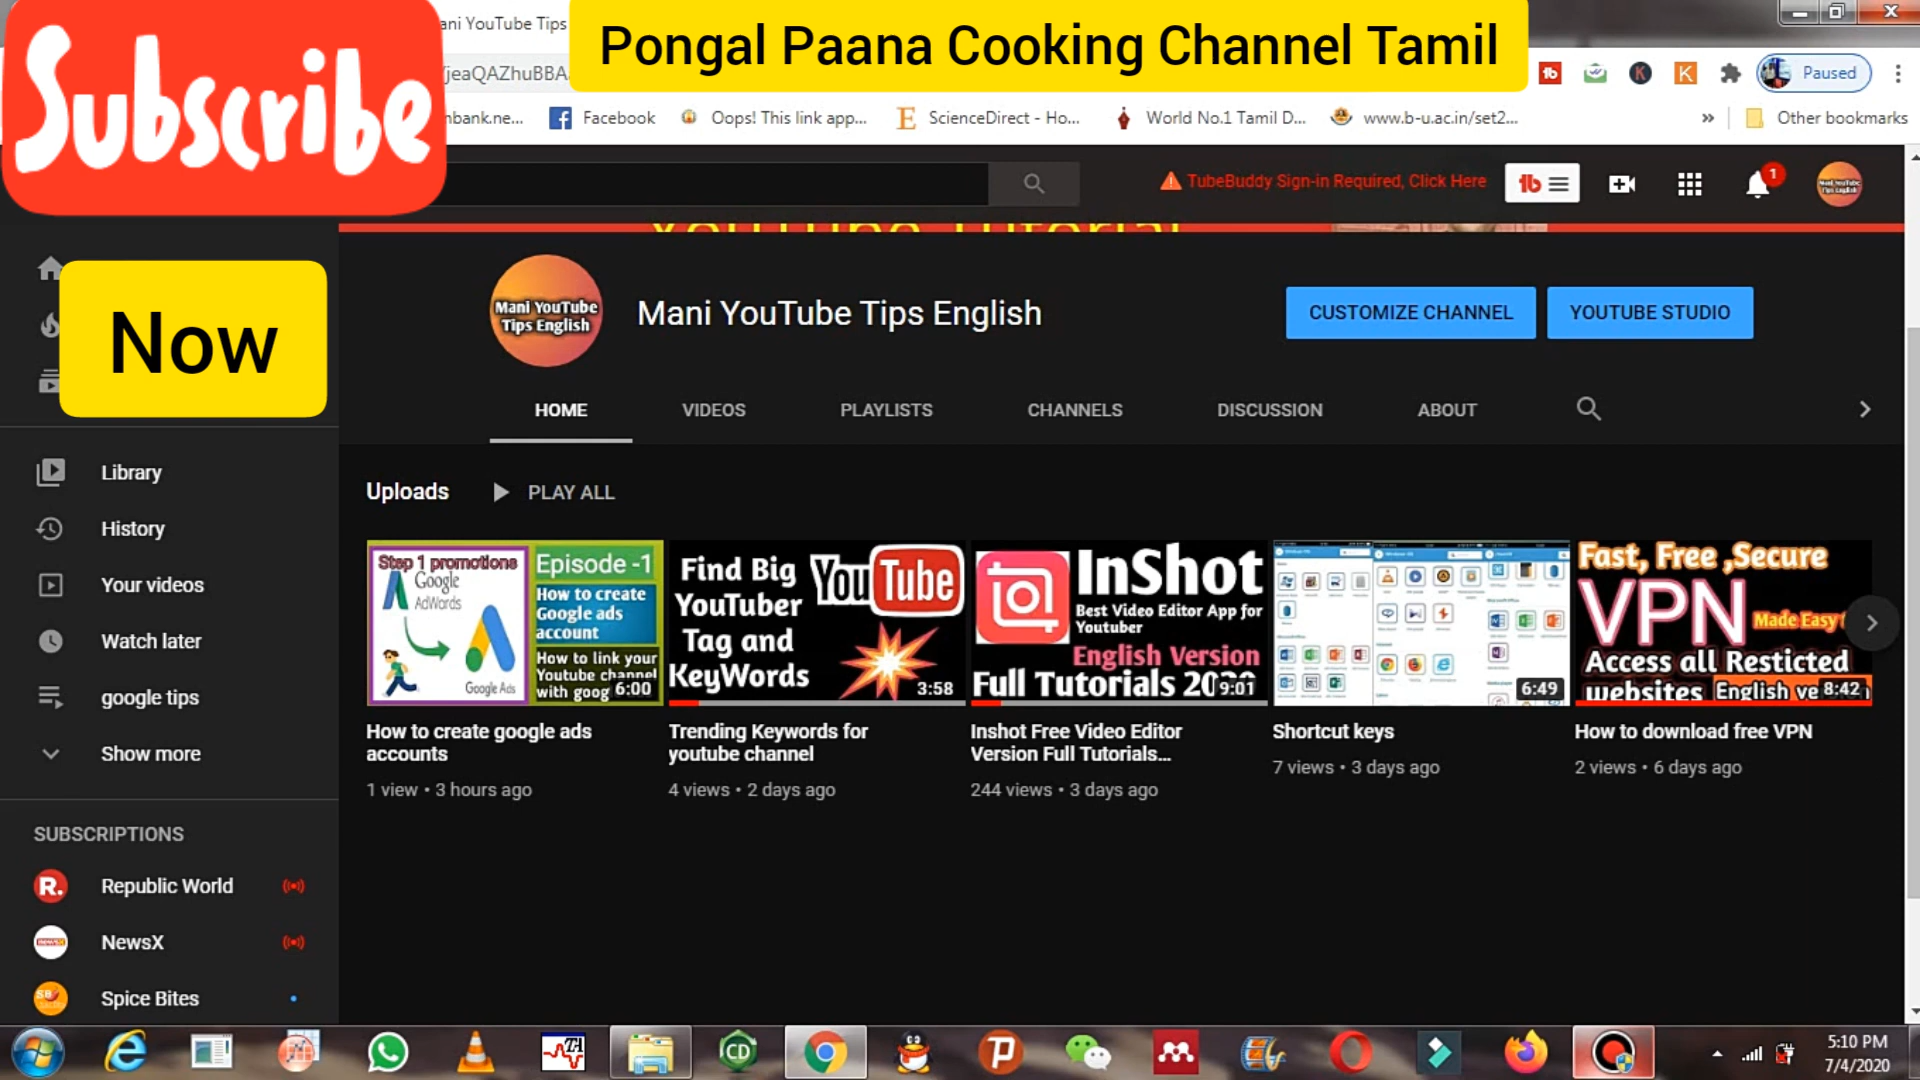 Subscribe
ani YouTube Tips
Pongal Paana Cooking Channel Tamil
jeaQAZhuBBA
Paused
nbank.ne...
Facebook
Oops! This link app...
ScienceDirect - Ho...
World No.1 Tamil D...
www.b-u.ac.in/set2...
»
Other bookmarks
TubeBuddy Sign-in Required, Click Here
1
YouTube Tutorial
Now
Mani YouTube
Tips English
Mani YouTube Tips English
CUSTOMIZE CHANNEL
YOUTUBE STUDIO
HOME
VIDEOS
PLAYLISTS
CHANNELS
DISCUSSION
ABOUT
Library
History
Your videos
Watch later
google tips
Show more
SUBSCRIPTIONS
Republic World
NewsX
Spice Bites
Uploads
PLAY ALL
Step 1 promotions
Google
AdWords
Google Ads
Episode -1
How to create
Google ads
account
How to link your
Youtube channel
with goog
6:00
How to create google ads
accounts
1 view • 3 hours ago
Find Big
YouTuber
Tag and
KeyWords
YouTube
3:58
Trending Keywords for
youtube channel
4 views • 2 days ago
InShot
Best Video Editor App for
Youtuber
English Version
Full Tutorials 20
9:01
Inshot Free Video Editor
Version Full Tutorials...
244 views • 3 days ago
6:49
Shortcut keys
7 views • 3 days ago
Fast, Free ,Secure
VPN
Made Easy!
Access all Resticted
websites
English ve
8:42
How to download free VPN
2 views • 6 days ago
5:10 PM
7/4/2020